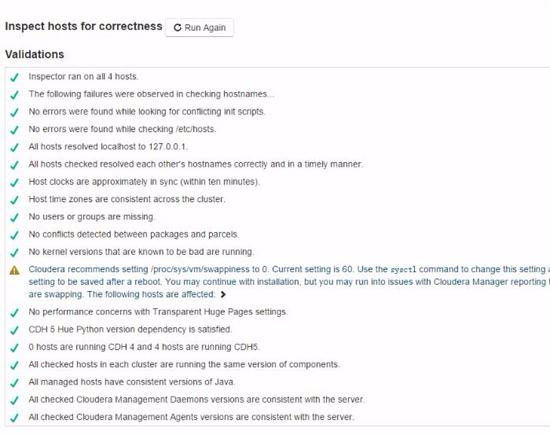 Inspect hosts for correctness Run Again
Validations
Inspector ran on all 4 hosts.
The following failures were observed in checking hostnames...
No errors were found while looking for conflicting init scripts.
No errors were found while checking /etc/hosts.
All hosts resolved localhost to 127.0.0.1.
All hosts checked resolved each other's hostnames correctly and in a timely manner.
Host clocks are approximately in sync (within ten minutes).
Host time zones are consistent across the cluster.
No users or groups are missing.
No conflicts detected between packages and parcels.
No kernel versions that are known to be bad are running.
Cloudera recommends setting /proc/sys/vm/swappiness to 0. Current setting is 60. Use the sysctl command to change this setting a
setting to be saved after a reboot. You may continue with installation, but you may run into issues with Cloudera Manager reporting
are swapping. The following hosts are affected:
No performance concerns with Transparent Huge Pages settings.
CDH 5 Hue Python version dependency is satisfied.
0 hosts are running CDH 4 and 4 hosts are running CDH5.
All checked hosts in each cluster are running the same version of components.
All managed hosts have consistent versions of Java.
All checked Cloudera Management Daemons versions are consistent with the server.
All checked Cloudera Management Agents versions are consistent with the server.